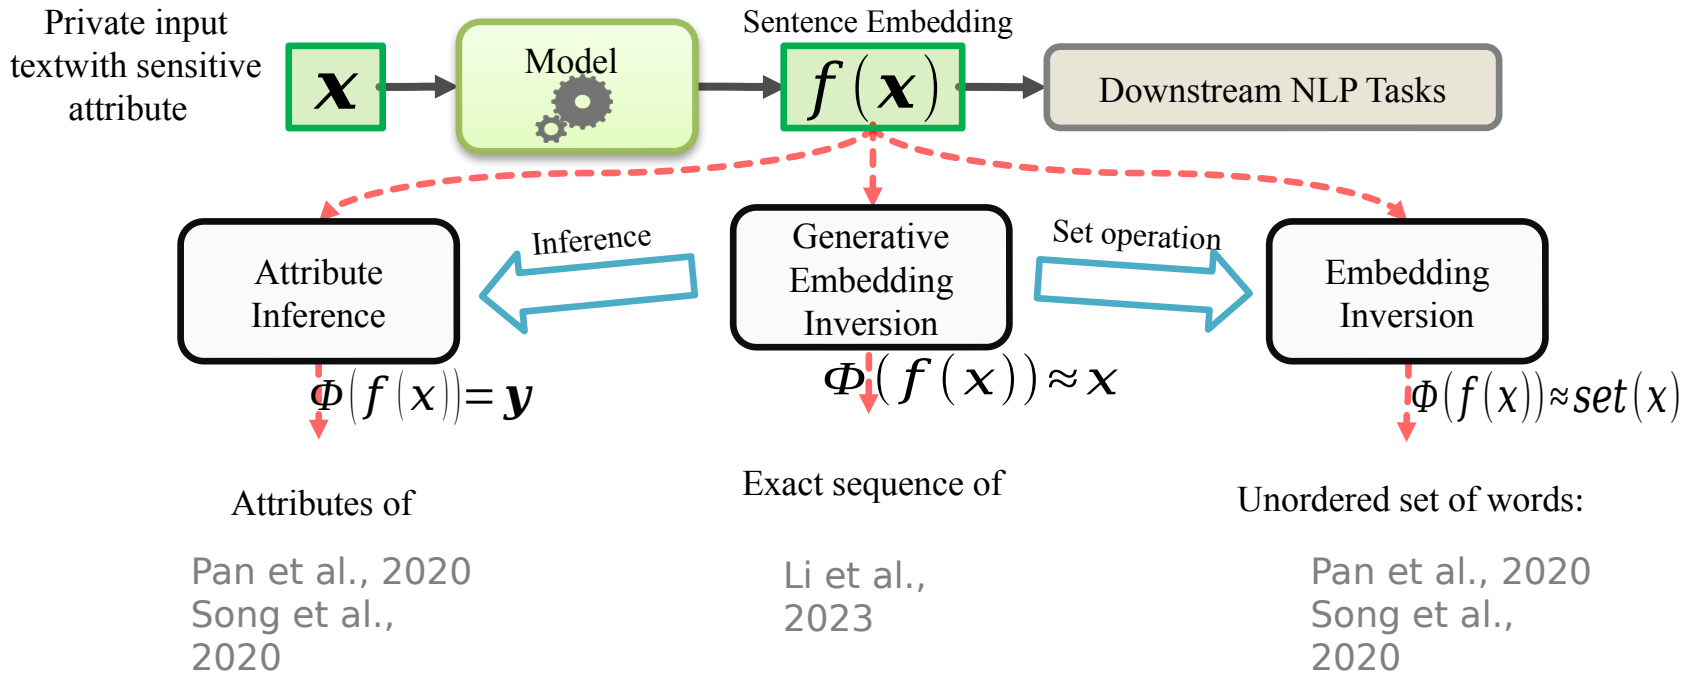 Private input
textwith sensitive
attribute
x
Model
Sentence Embedding
f(x)
Downstream NLP Tasks
Attribute
Inference
Inference
Generative
Embedding
Inversion
Set operation
Embedding
Inversion
Φ(f(x))=y
Φ(f(x))≈x
Φ(f(x))≈set(x)
Attributes of
Exact sequence of
Unordered set of words:
Pan et al., 2020
Song et al.,
2020
Li et al.,
2023
Pan et al., 2020
Song et al.,
2020